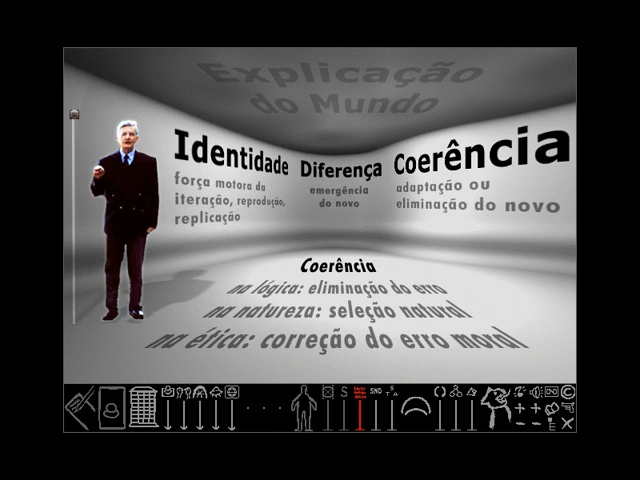 Explicação
do Mundo
Identidade
força motora da
iteração, reprodução,
replicação
Diferença
emergência
do novo
Coerência
adaptação ou
eliminação do novo
Coerência
na lógica: eliminação do erro
na natureza: seleção natural
na ética: correção do erro moral
S
SND
S
T A
©
E